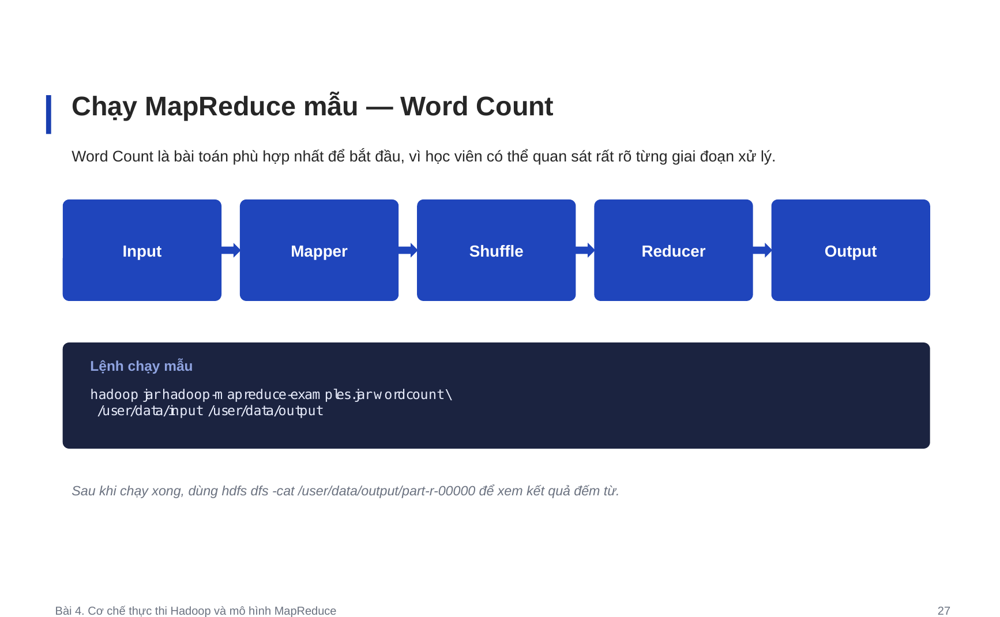 Chạy MapReduce mẫu — Word Count
Word Count là bài toán phù hợp nhất để bắt đầu, vì học viên có thể quan sát rất rõ từng giai đoạn xử lý.
Input
Mapper
Shuffle
Reducer
Output
Lệnh chạy mẫu
hadoop jar hadoop-mapreduce-examples.jar wordcount \
/user/data/input /user/data/output
Sau khi chạy xong, dùng hdfs dfs -cat /user/data/output/part-r-00000 để xem kết quả đếm từ.
Bài 4. Cơ chế thực thi Hadoop và mô hình MapReduce
27